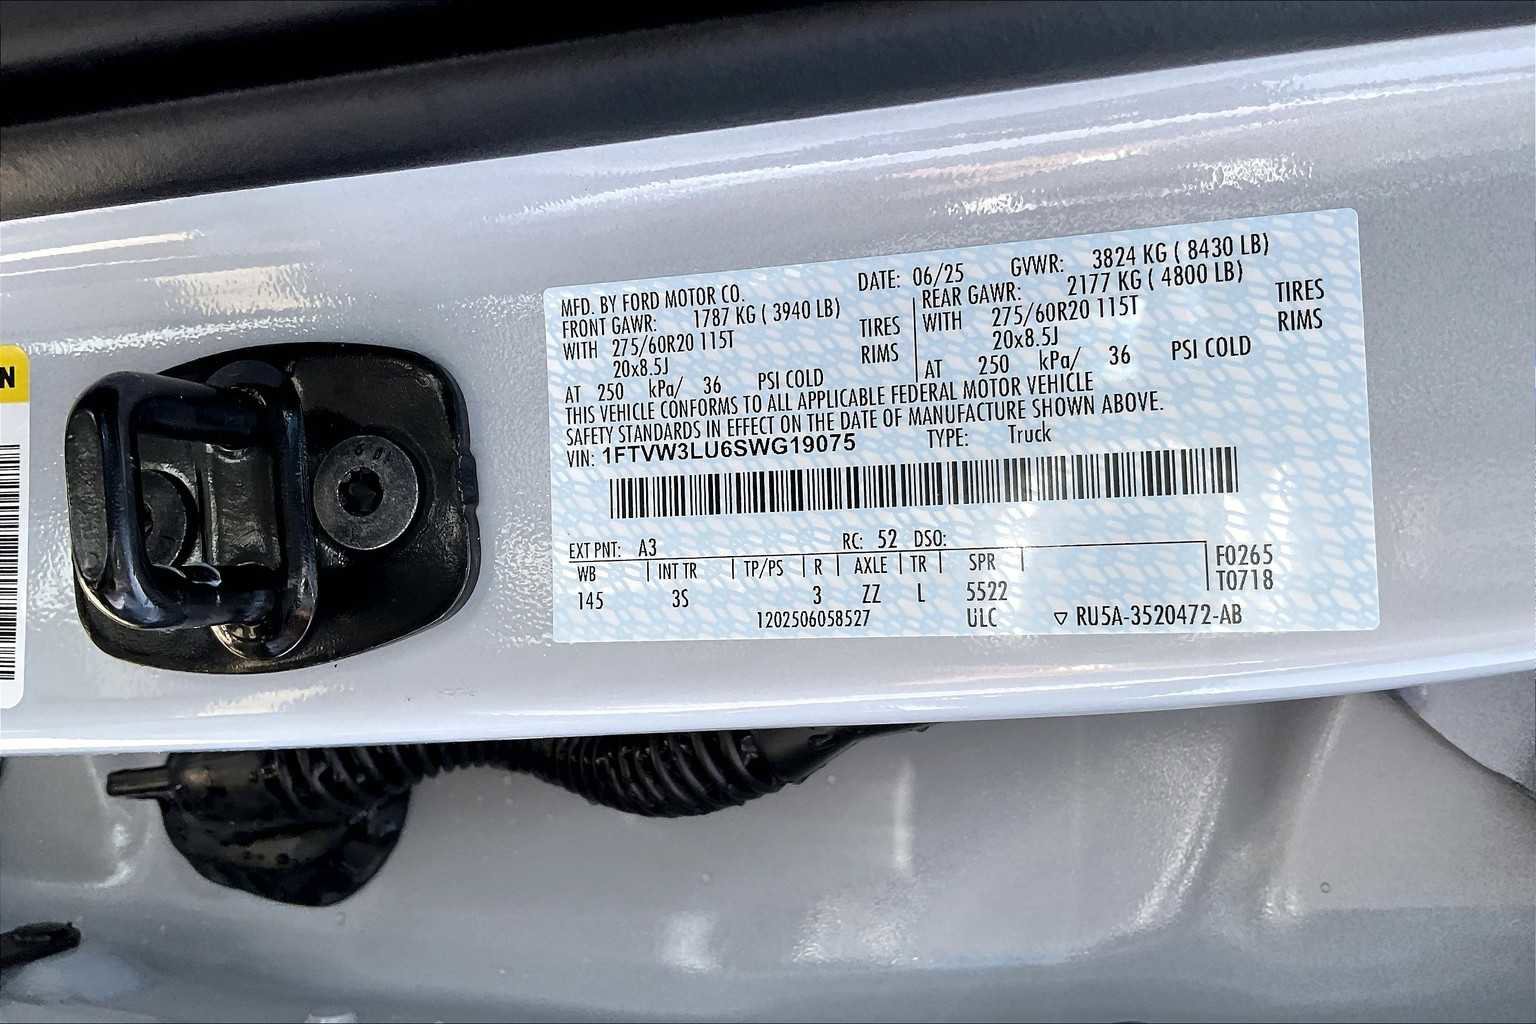 N
MFD. BY FORD MOTOR CO. DATE: 06/25 GVWR: 3824 KG ( 8430 LB)
FRONT GAWR: 1787 KG ( 3940 LB)
WITH 275/60R20 115T TIRES
20x8.5J RIMS
AT 250 kPa/ 36 PSI COLD
REAR GAWR: 2177 KG ( 4800 LB)
WITH 275/60R20 115T TIRES
20x8.5J RIMS
AT 250 kPa/ 36 PSI COLD
THIS VEHICLE CONFORMS TO ALL APPLICABLE FEDERAL MOTOR VEHICLE
SAFETY STANDARDS IN EFFECT ON THE DATE OF MANUFACTURE SHOWN ABOVE.
VIN: 1FTVW3LU6SWG19075 TYPE: Truck
EXT PNT: A3 RC: 52 DSO:
WB INT TR TP/PS R AXLE TR SPR F0265
145 3S 3 ZZ L 5522 T0718
1202506058527 ULC ▽ RU5A-3520472-AB